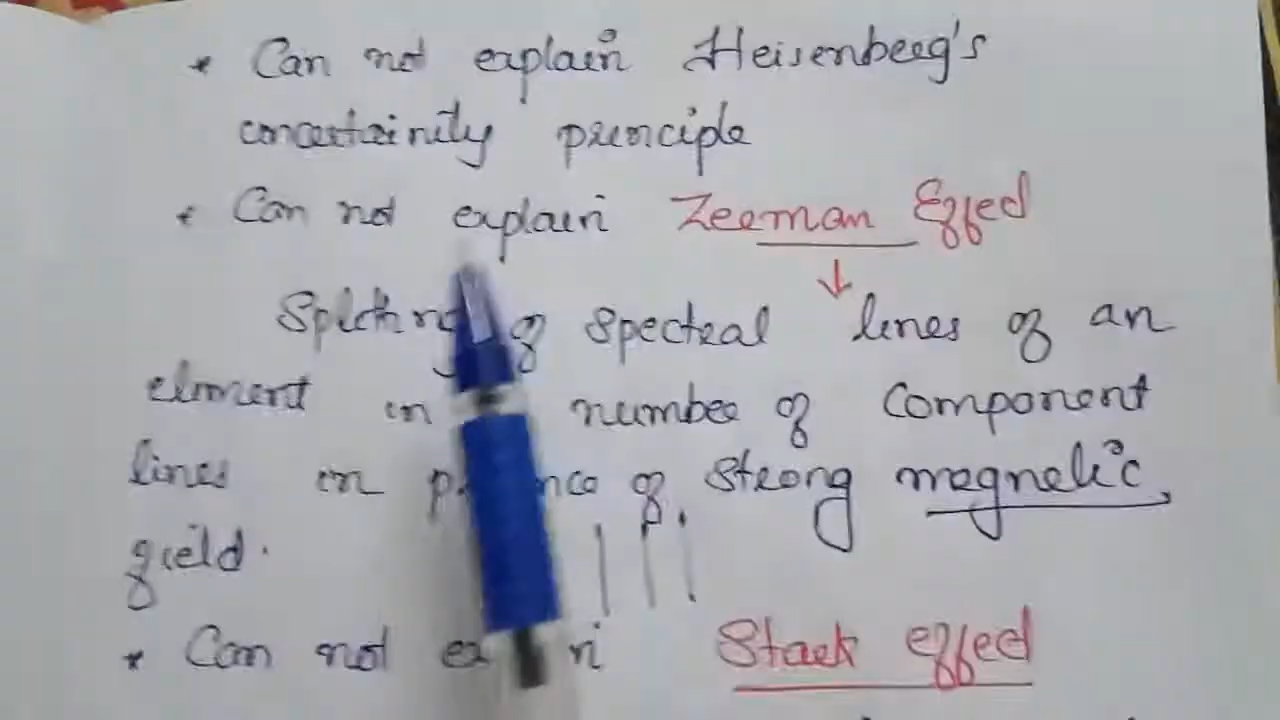 * Can not explain Heisenberg's
uncertainity principle
* Can not explain Zeeman Effect
Splitting of spectral lines of an
element in number of component
lines in presence of strong magnetic
field.
* Can not explain Stark effect